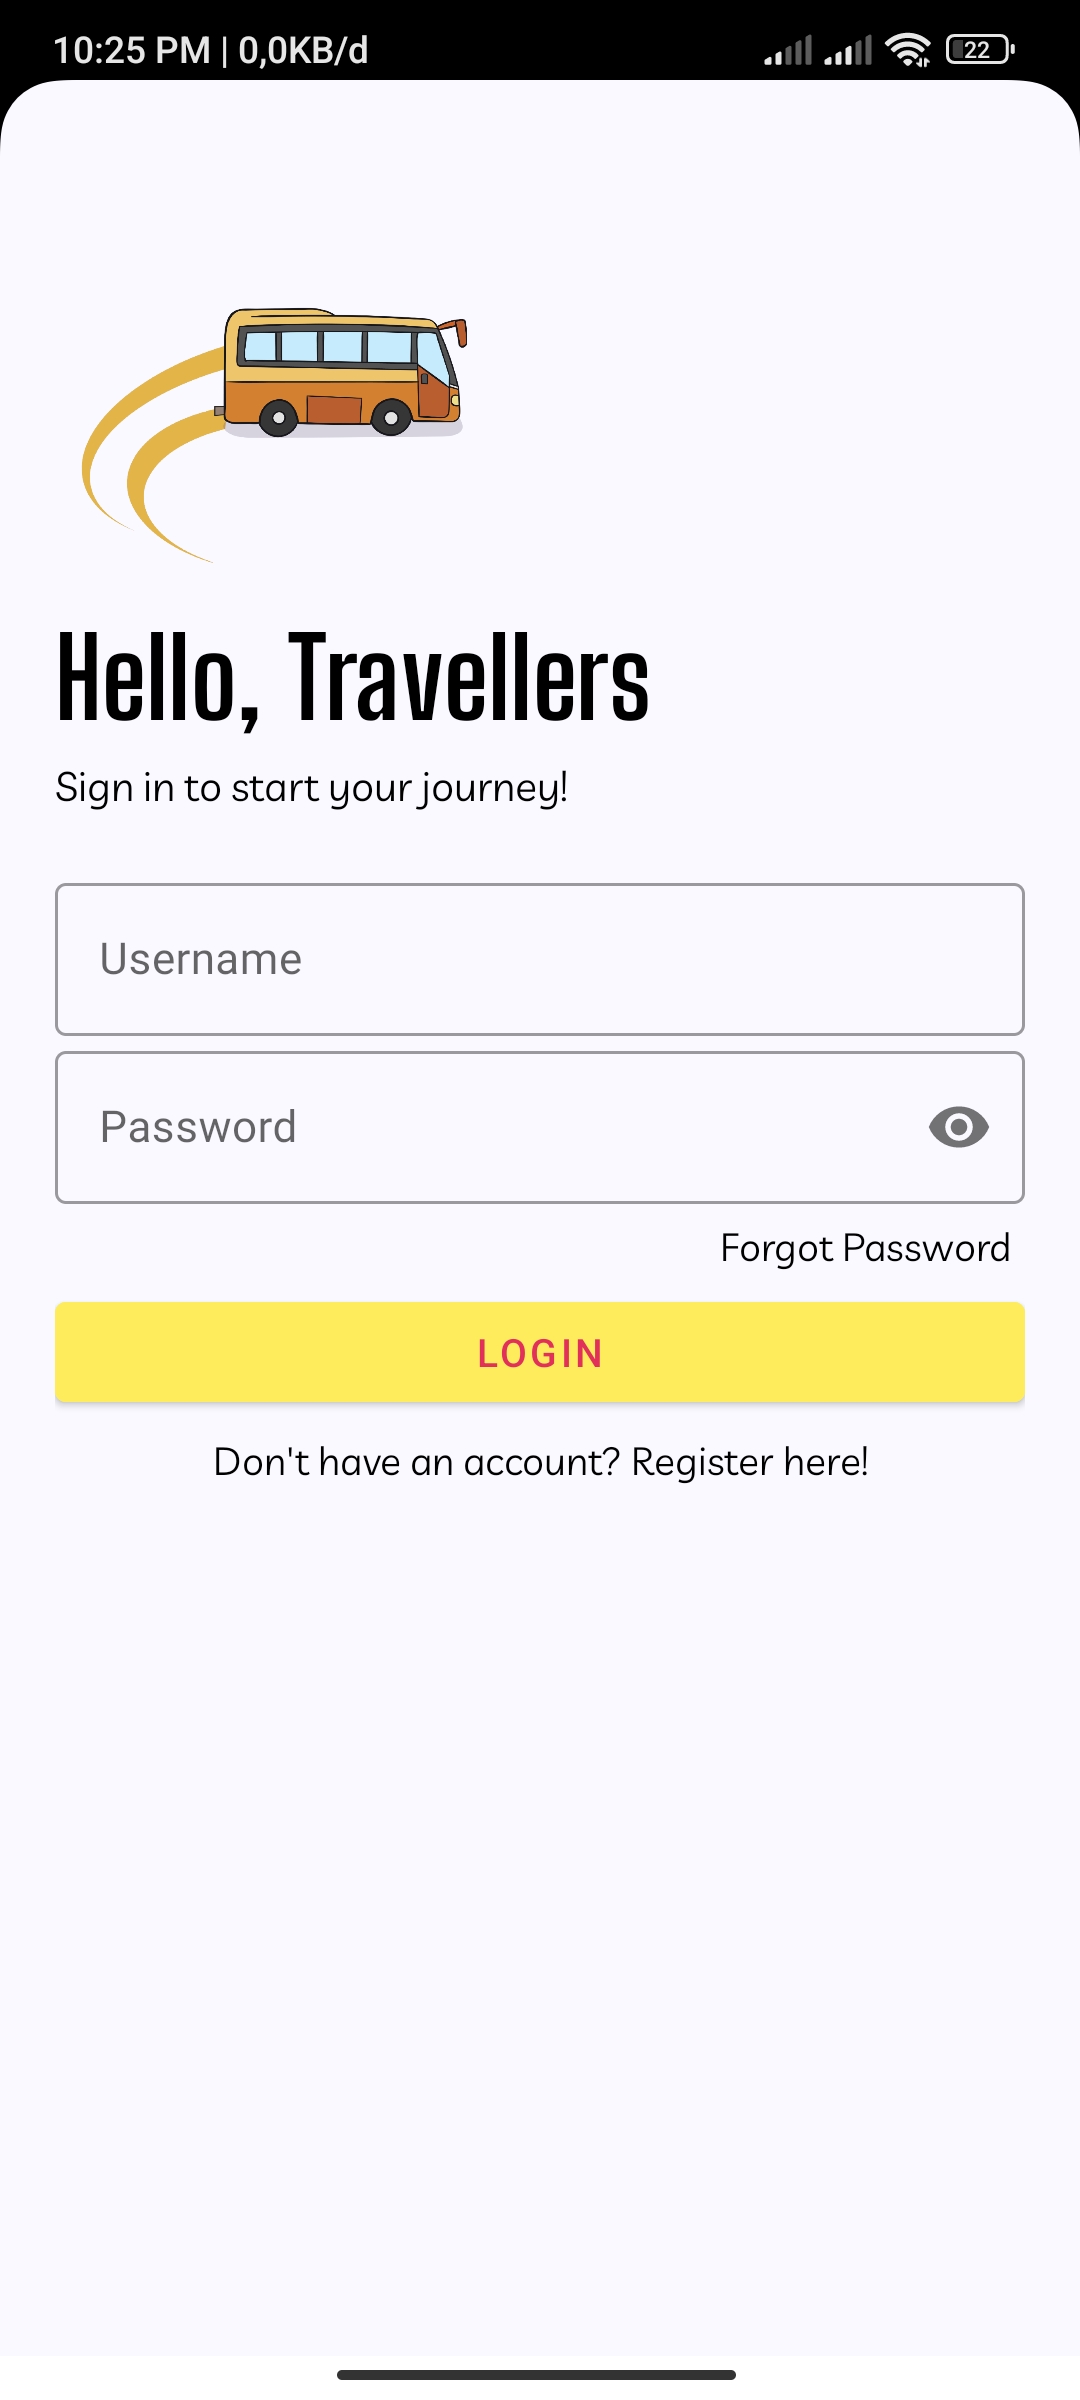 10:25 PM | 0,0KB/d
22
Hello, Travellers
Sign in to start your journey!
Username
Password
Forgot Password
LOGIN
Don't have an account? Register here!